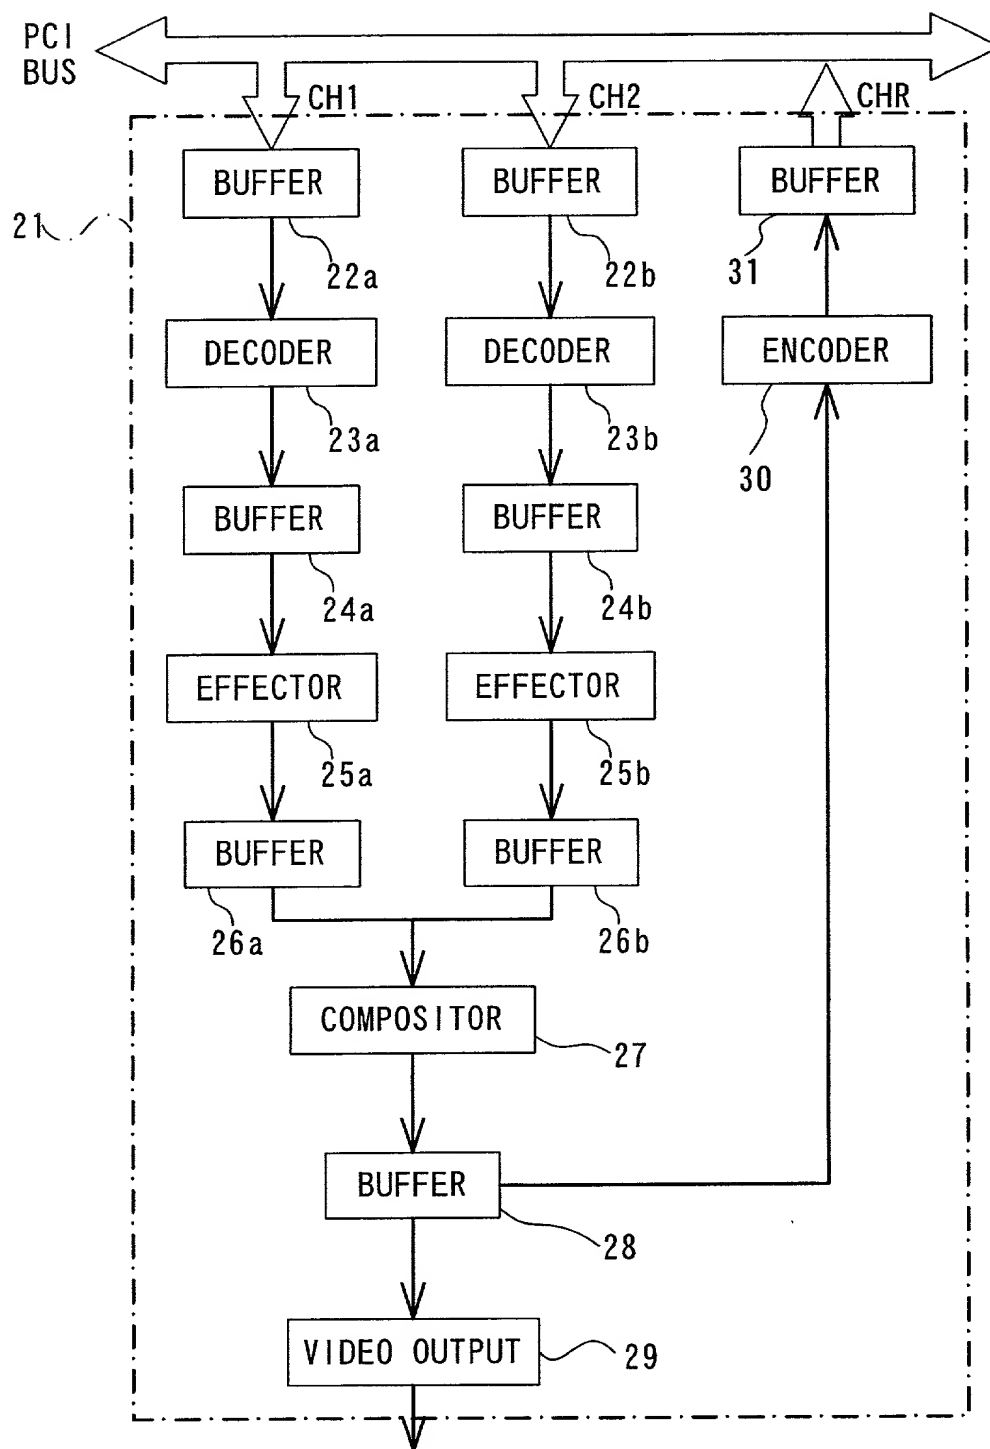 PCI
BUS
CH1
CH2
CHR
BUFFER
BUFFER
BUFFER
21
22a
22b
31
DECODER
DECODER
ENCODER
23a
23b
30
BUFFER
BUFFER
24a
24b
EFFECTOR
EFFECTOR
25a
25b
BUFFER
BUFFER
26a
26b
COMPOSITOR
27
BUFFER
28
VIDEO OUTPUT
29